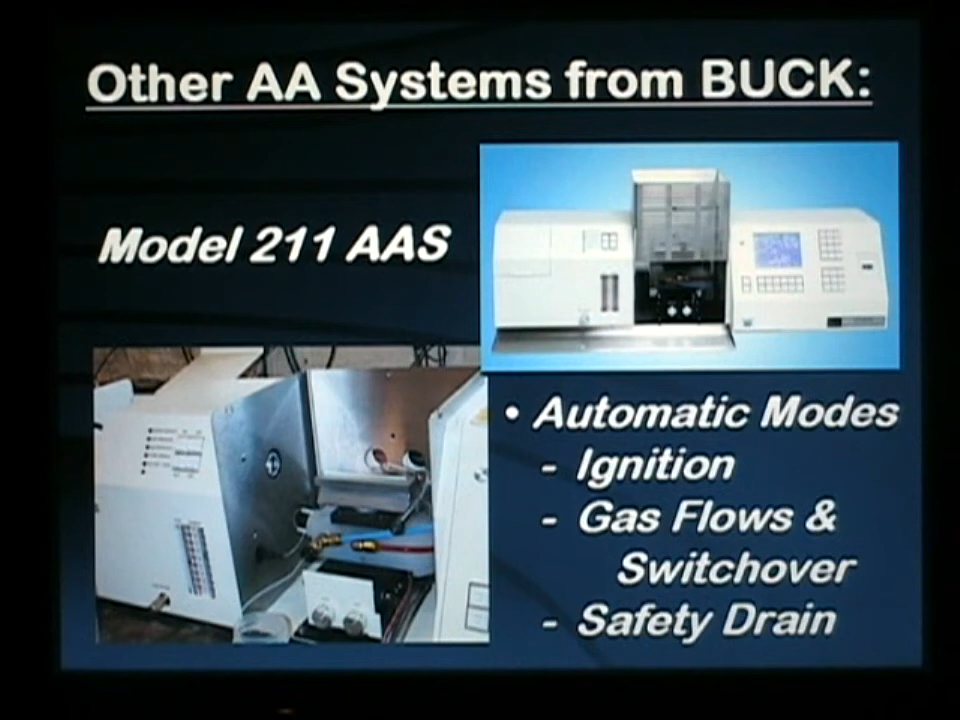 Other AA Systems from BUCK:
Model 211 AAS
• Automatic Modes
- Ignition
- Gas Flows &
Switchover
- Safety Drain